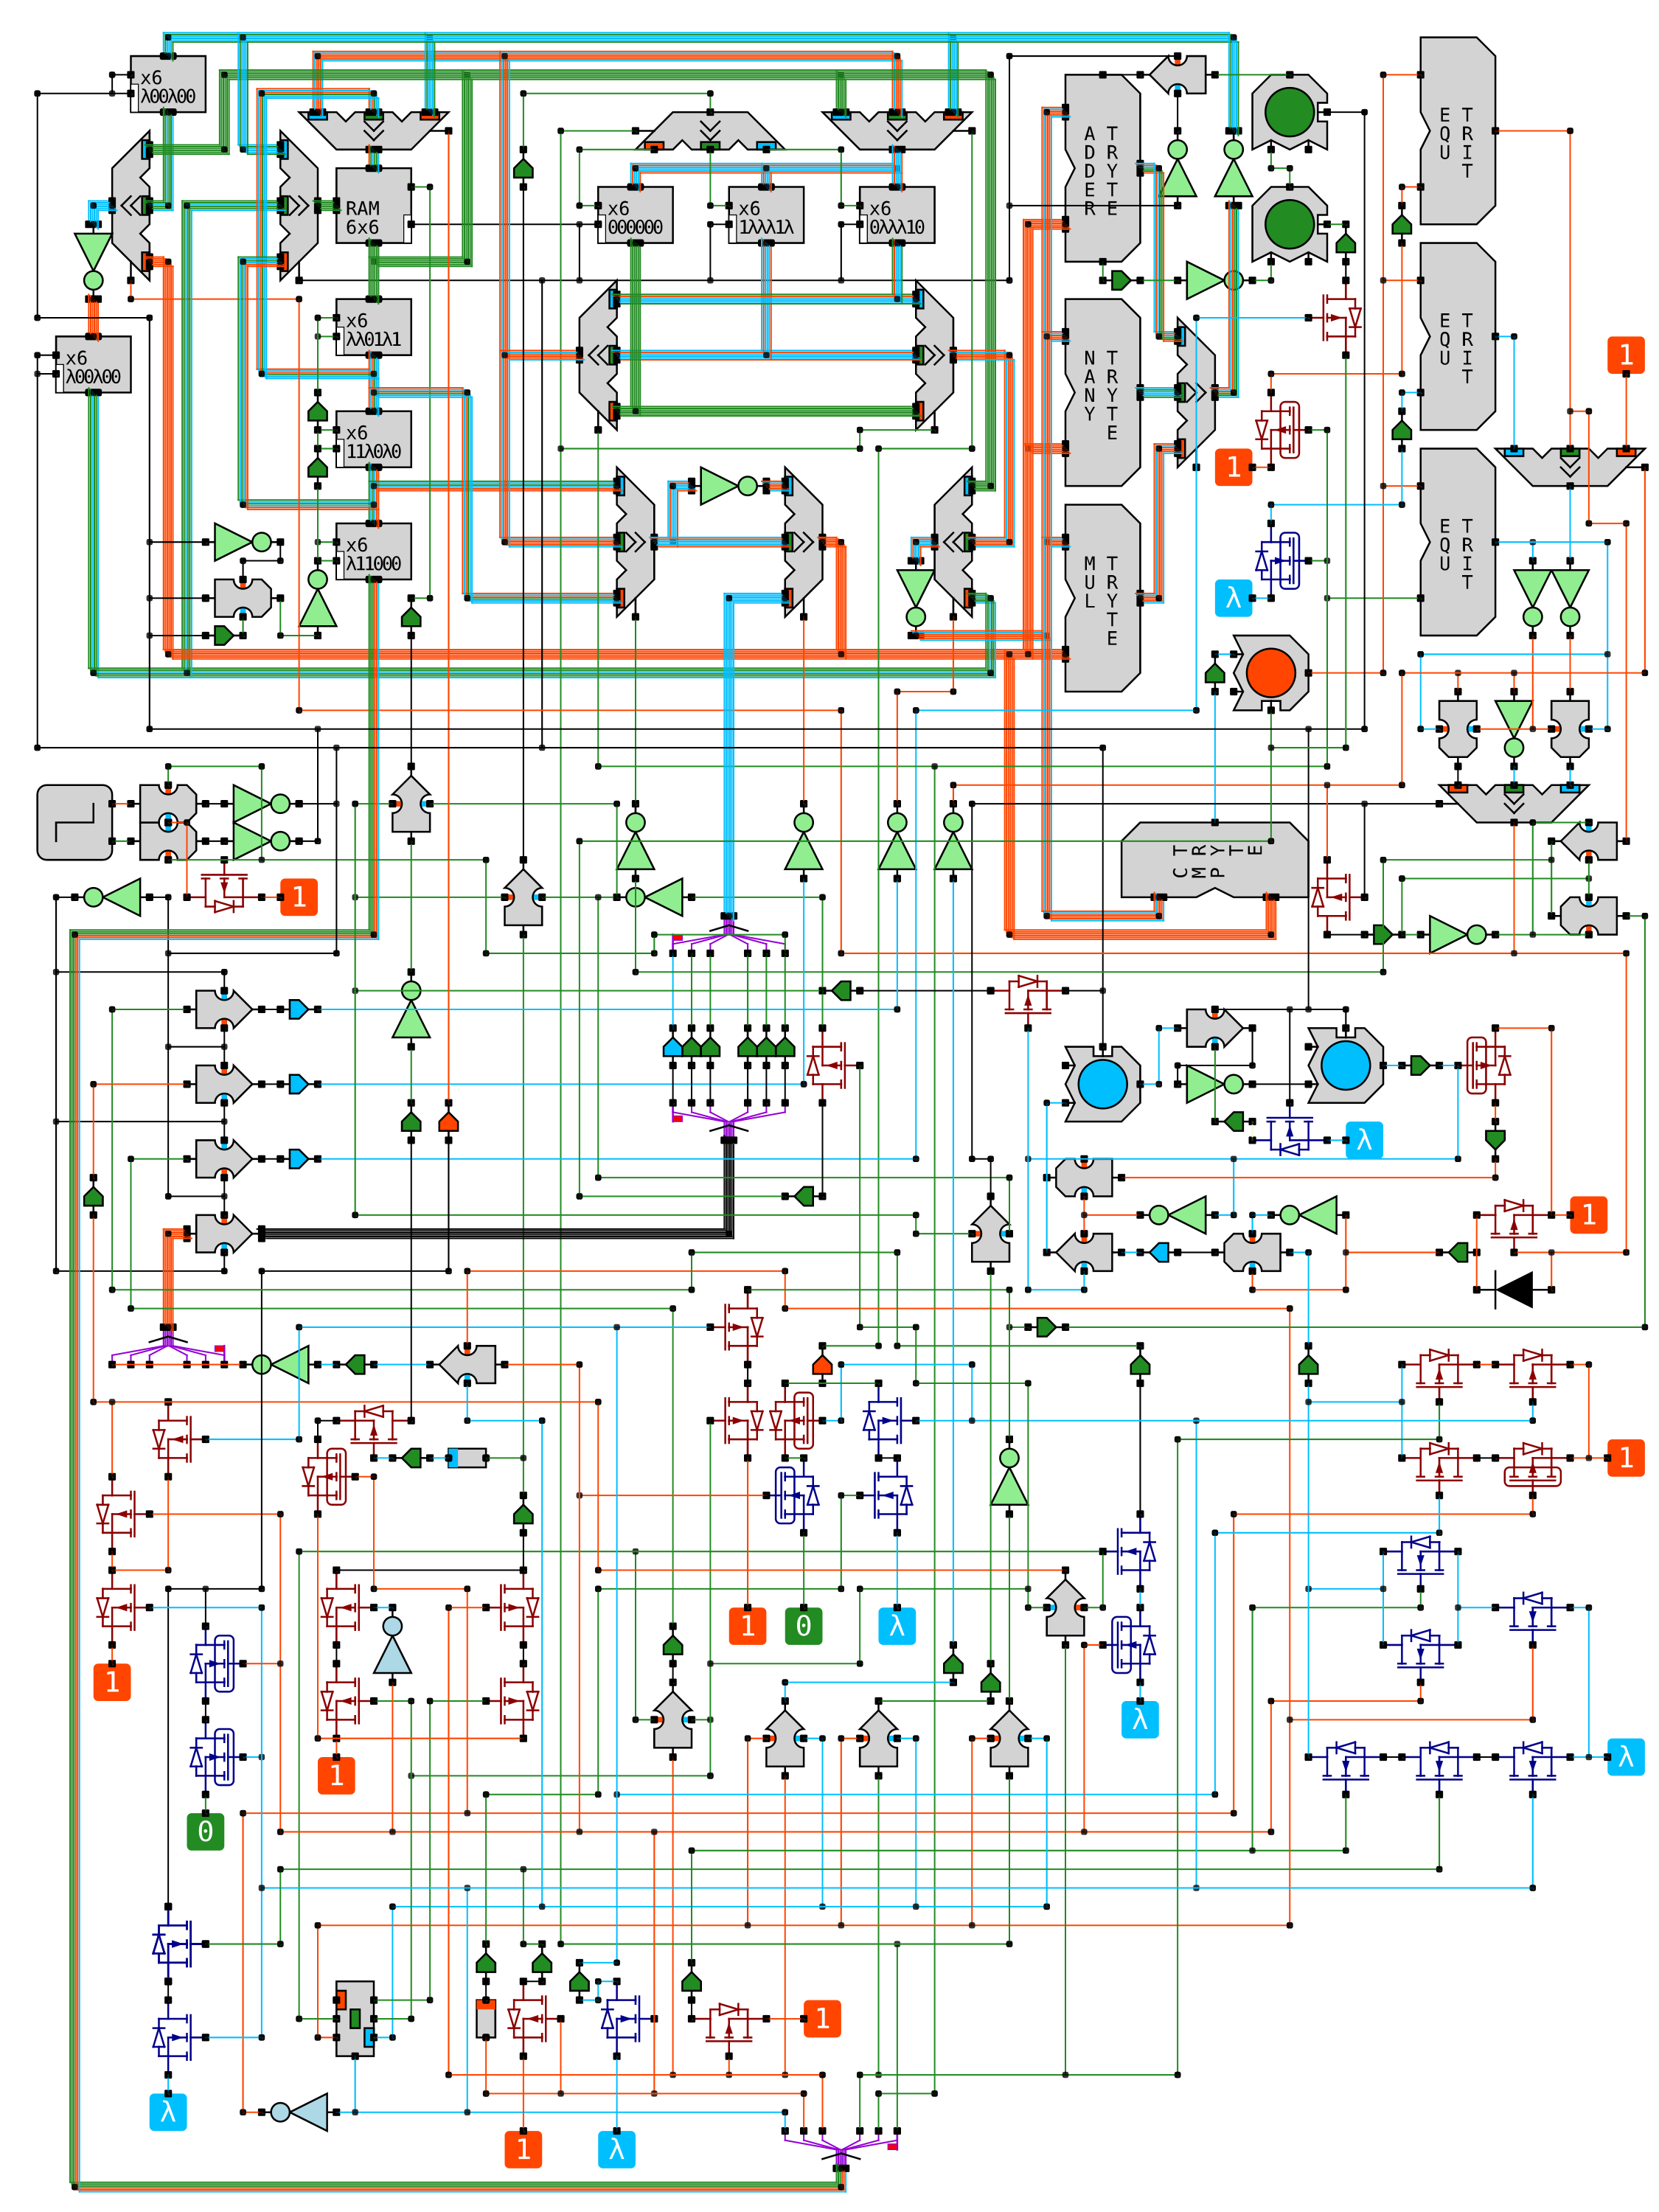 x6
λ00λ00
RAM
6x6
x6
000000
x6
1λλλ1λ
x6
0λλλ10
ADDER
TRYTE
EQU
TRIT
x6
λλ01λ1
x6
λ00λ00
NANY
TRYTE
EQU
TRIT
1
x6
11λ0λ0
1
x6
λ11000
MUL
TRYTE
EQU
TRIT
λ
1
CMP
TRYTE
λ
1
1
1
0
λ
1
λ
1
λ
0
1
λ
1
λ